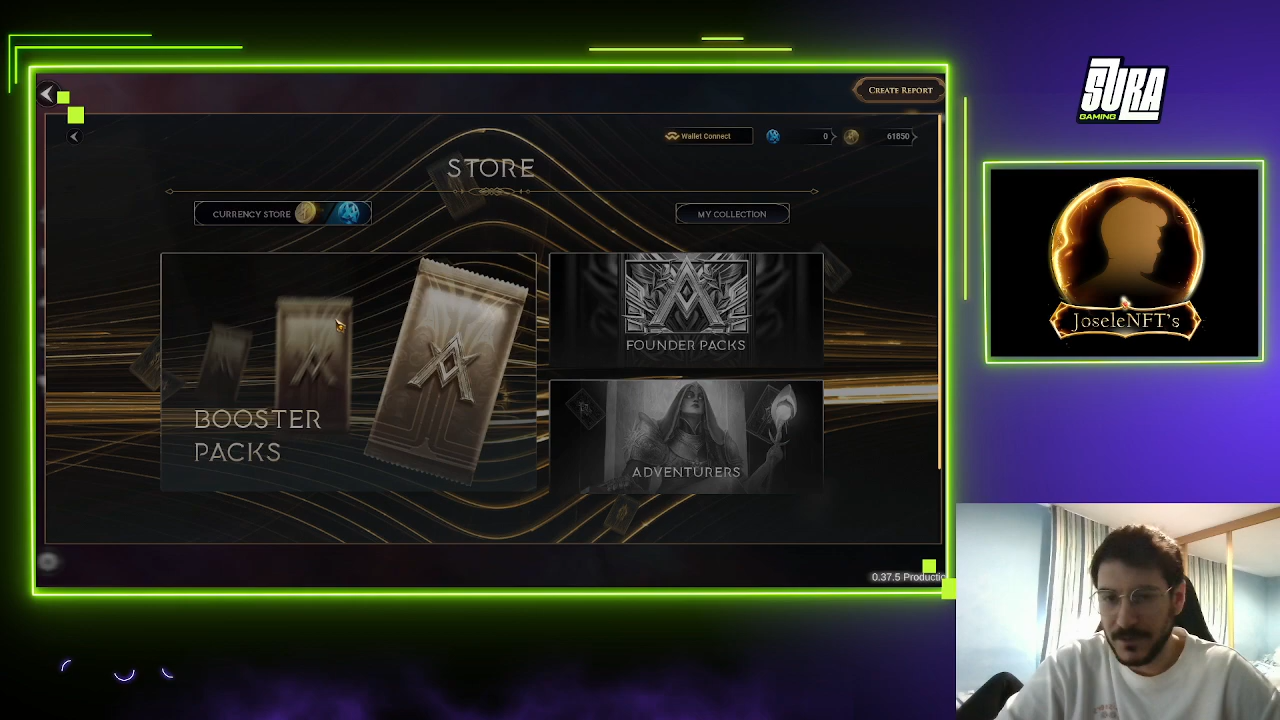 CREATE REPORT
Wallet Connect
0
61850
STORE
CURRENCY STORE
MY COLLECTION
BOOSTER
PACKS
FOUNDER PACKS
ADVENTURERS
0.37.5 Productio
SURA
GAMING
JoseleNFT's